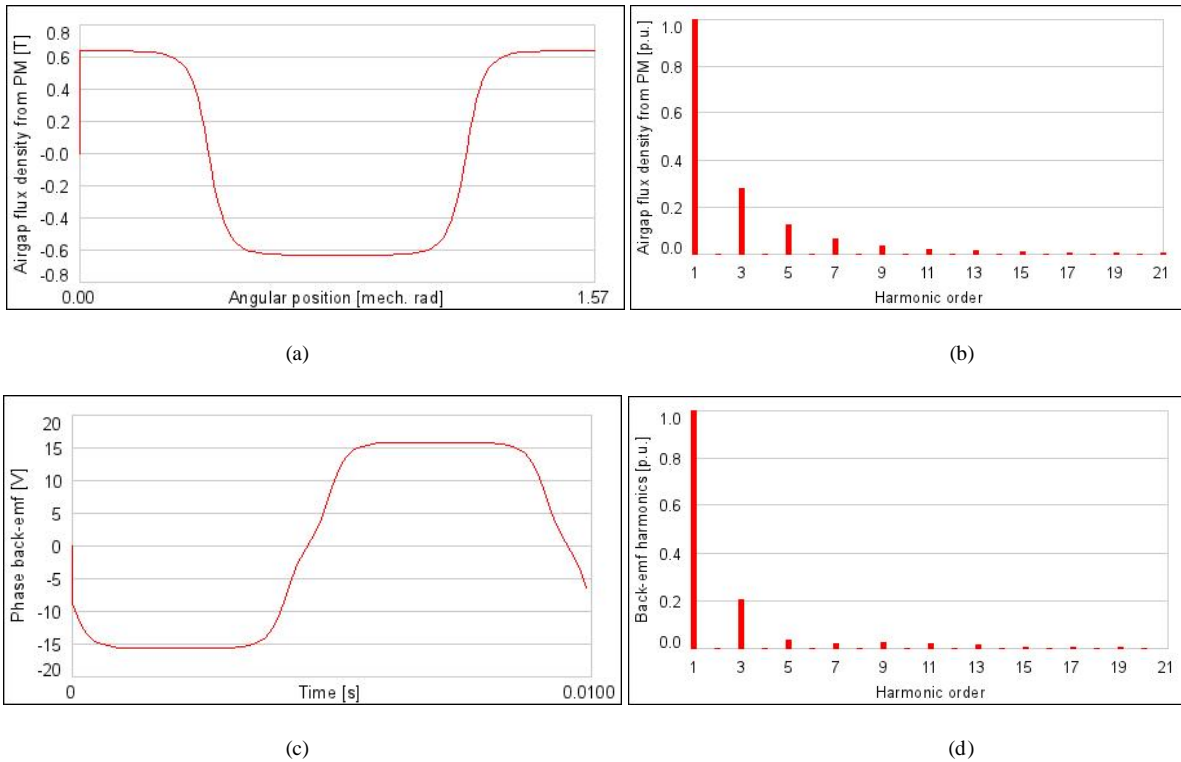 Airgap flux density from PM [T]
0.8
0.6
0.4
0.2
-0.0
-0.2
-0.4
-0.6
-0.8
0.00
Angular position [mech. rad]
1.57
(a)
Airgap flux density from PM [p.u.]
1.0
0.8
0.6
0.4
0.2
0.0
1 3 5 7 9 11 13 15 17 19 21
Harmonic order
(b)
Phase back-emf [V]
20
15
10
5
0
-5
-10
-15
-20
0
Time [s]
0.0100
(c)
Back-emf harmonics [p.u.]
1.0
0.8
0.6
0.4
0.2
0.0
1 3 5 7 9 11 13 15 17 19 21
Harmonic order
(d)